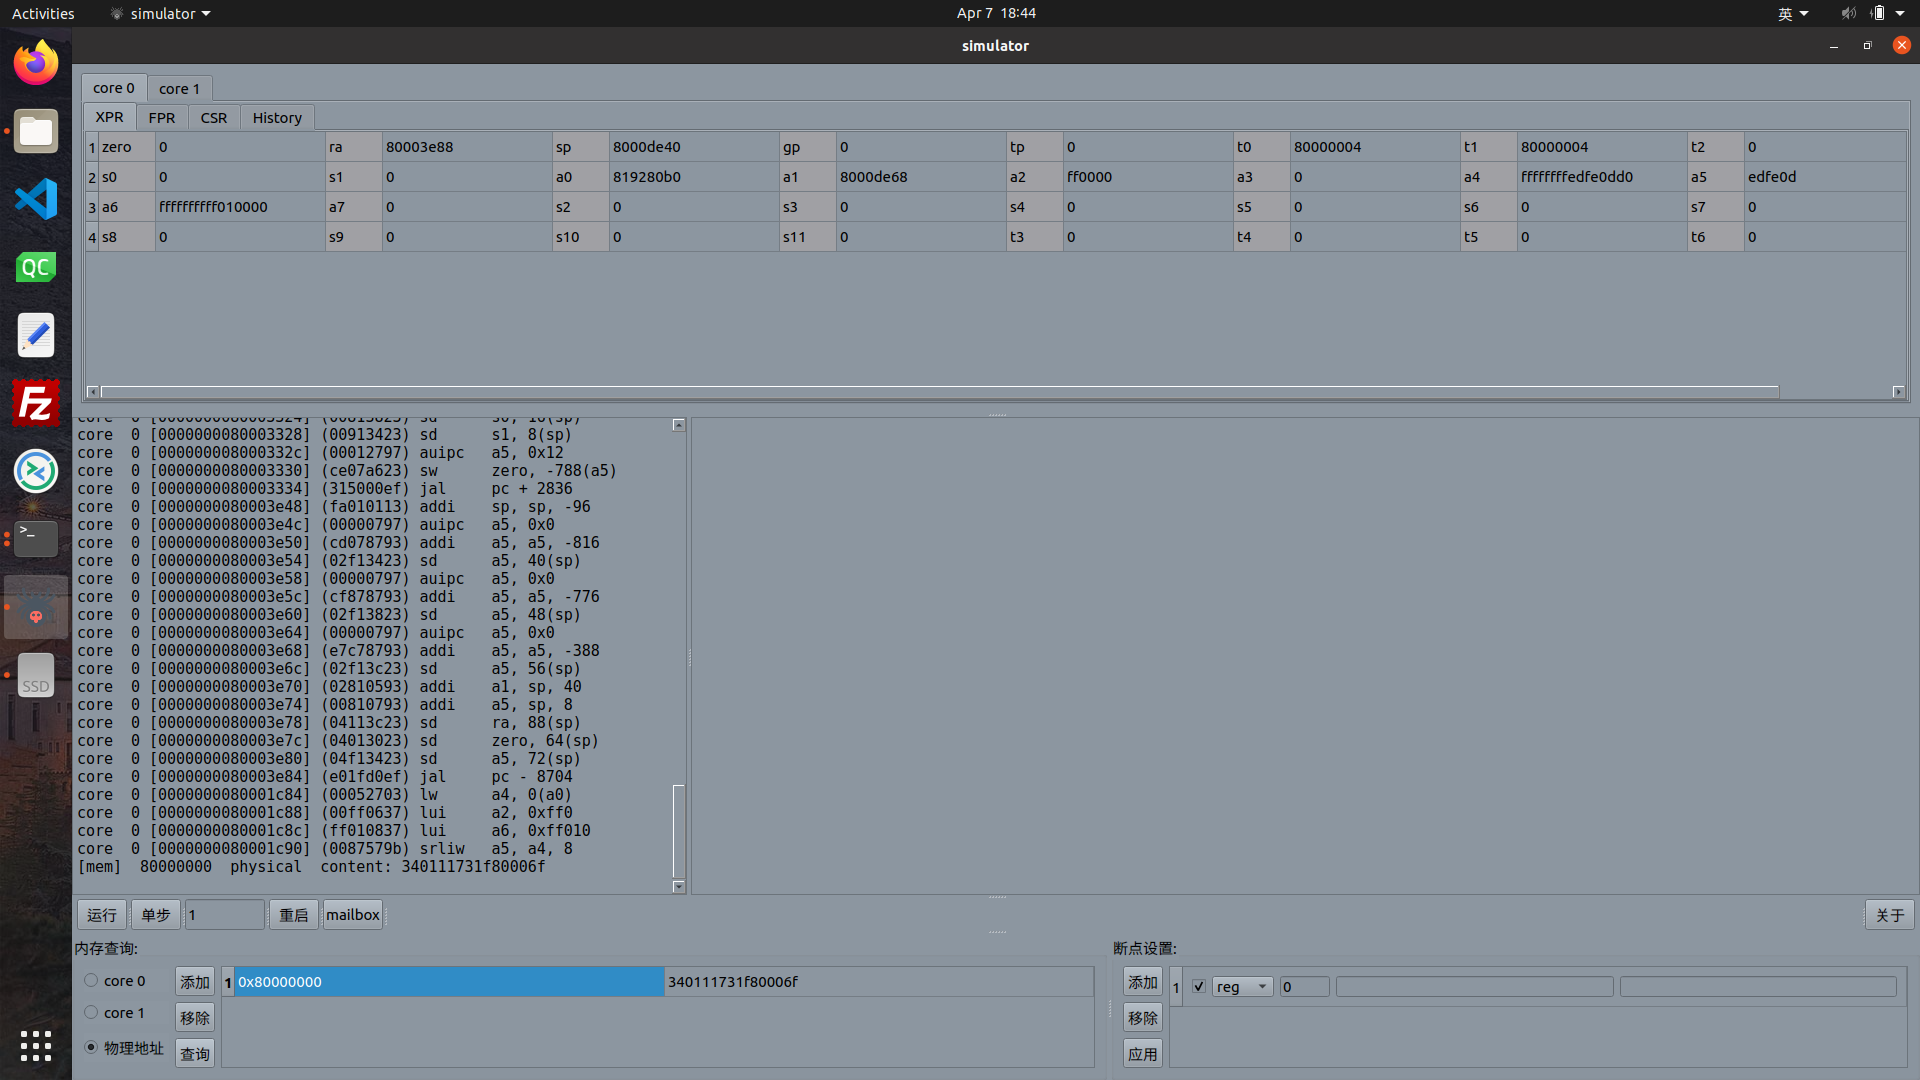 Activities simulator Apr 7 18:44 英
simulator
core 0 core 1
XPR FPR CSR History
1 zero 0 ra 80003e88 sp 8000de40 gp 0 tp 0 t0 80000004 t1 80000004 t2 0
2 s0 0 s1 0 a0 819280b0 a1 8000de68 a2 ff0000 a3 0 a4 ffffffffedfe0dd0 a5 edfe0d
3 a6 ffffffffff010000 a7 0 s2 0 s3 0 s4 0 s5 0 s6 0 s7 0
4 s8 0 s9 0 s10 0 s11 0 t3 0 t4 0 t5 0 t6 0
core 0 [0000000080003324] (00813823) sd s0, 16(sp)
core 0 [0000000080003328] (00913423) sd s1, 8(sp)
core 0 [000000008000332c] (00012797) auipc a5, 0x12
core 0 [0000000080003330] (ce07a623) sw zero, -788(a5)
core 0 [0000000080003334] (315000ef) jal pc + 2836
core 0 [0000000080003e48] (fa010113) addi sp, sp, -96
core 0 [0000000080003e4c] (00000797) auipc a5, 0x0
core 0 [0000000080003e50] (cd078793) addi a5, a5, -816
core 0 [0000000080003e54] (02f13423) sd a5, 40(sp)
core 0 [0000000080003e58] (00000797) auipc a5, 0x0
core 0 [0000000080003e5c] (cf878793) addi a5, a5, -776
core 0 [0000000080003e60] (02f13823) sd a5, 48(sp)
core 0 [0000000080003e64] (00000797) auipc a5, 0x0
core 0 [0000000080003e68] (e7c78793) addi a5, a5, -388
core 0 [0000000080003e6c] (02f13c23) sd a5, 56(sp)
core 0 [0000000080003e70] (02810593) addi a1, sp, 40
core 0 [0000000080003e74] (00810793) addi a5, sp, 8
core 0 [0000000080003e78] (04113c23) sd ra, 88(sp)
core 0 [0000000080003e7c] (04013023) sd zero, 64(sp)
core 0 [0000000080003e80] (04f13423) sd a5, 72(sp)
core 0 [0000000080003e84] (e01fd0ef) jal pc - 8704
core 0 [0000000080001c84] (00052703) lw a4, 0(a0)
core 0 [0000000080001c88] (00ff0637) lui a2, 0xff0
core 0 [0000000080001c8c] (ff010837) lui a6, 0xff010
core 0 [0000000080001c90] (0087579b) srliw a5, a4, 8
[mem] 80000000 physical content: 340111731f80006f
运行 单步 1 重启 mailbox 关于
内存查询: 断点设置:
core 0 添加 1 0x80000000 340111731f80006f 添加 1 reg 0
core 1 移除 移除
物理地址 查询 应用
QC
Fz
>_
SSD